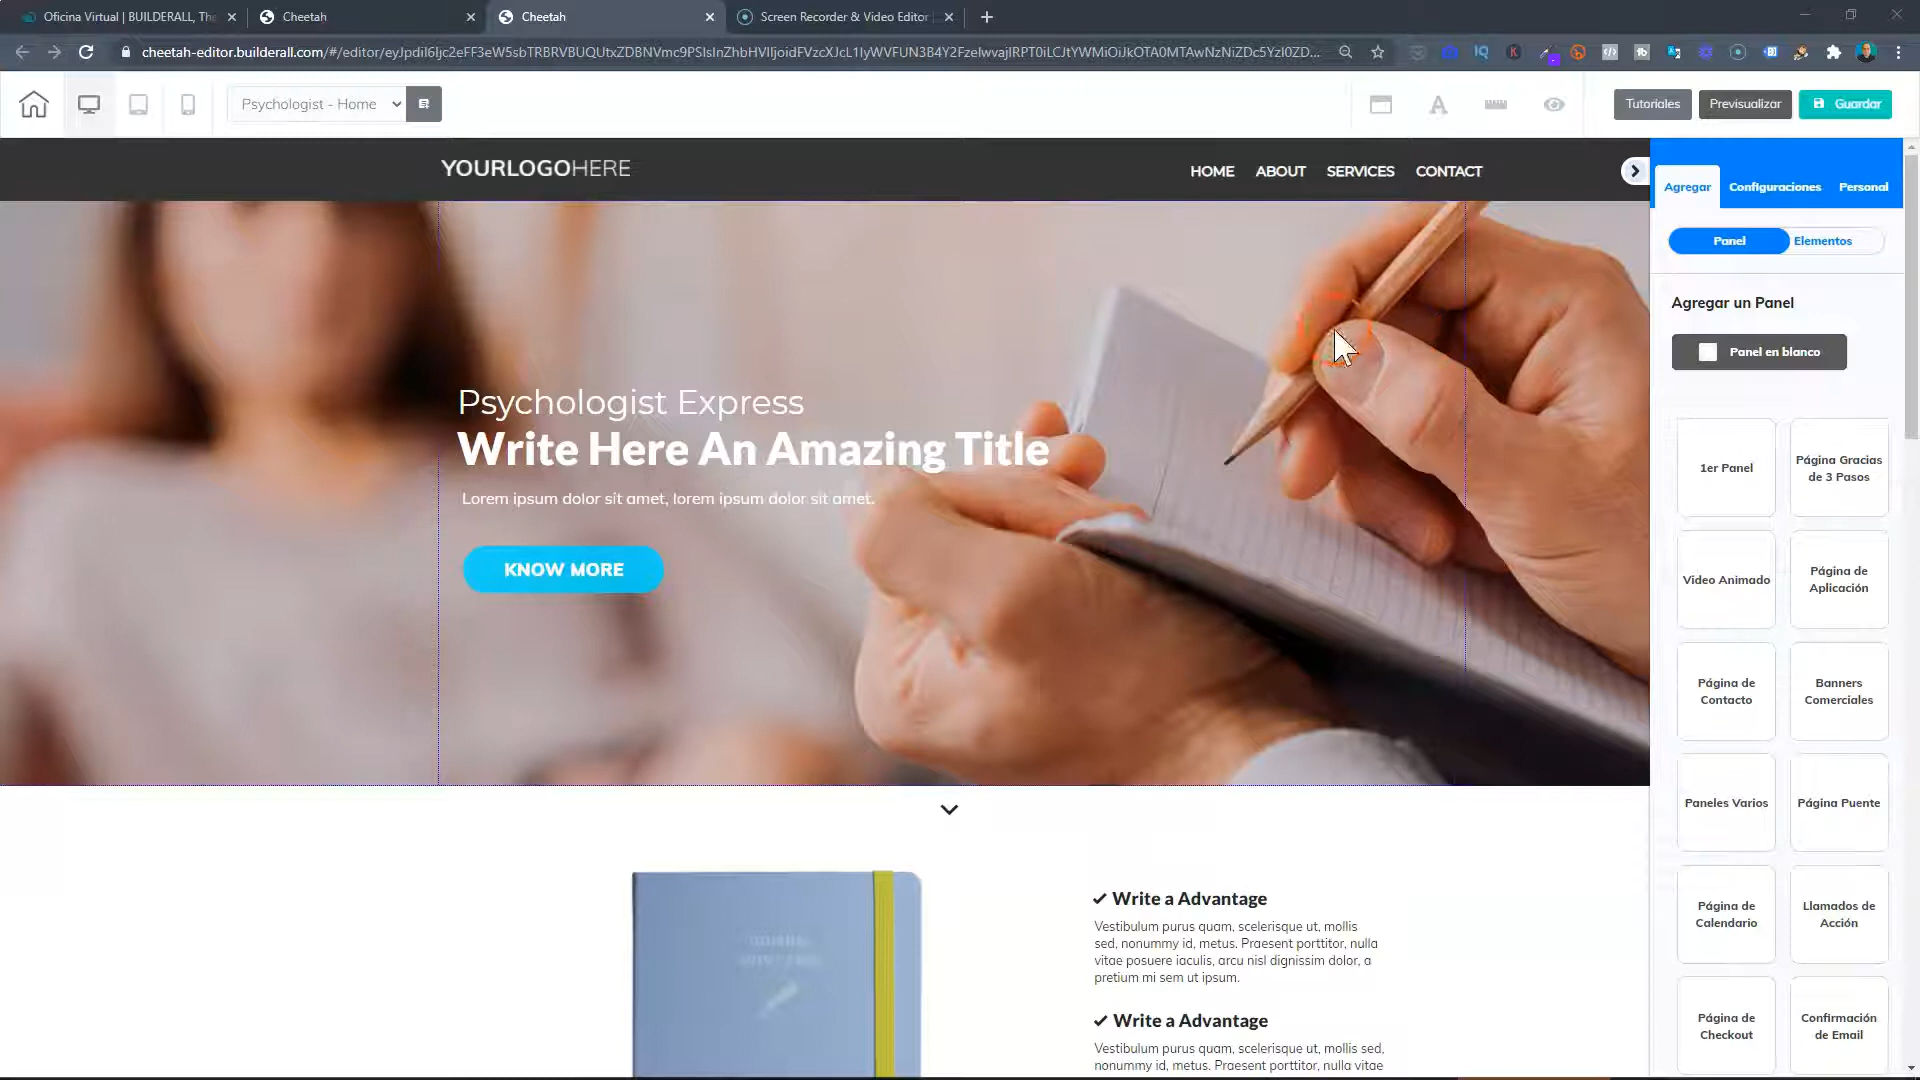 Oficina Virtual | BUILDERALL, The
Cheetah
Cheetah
Screen Recorder & Video Editor
Psychologist - Home
Tutoriales
Previsualizar
Guardar
YOURLOGOHERE
HOME
ABOUT
SERVICES
CONTACT
Agregar
Configuraciones
Personal
Panel
Elementos
Agregar un Panel
Panel en blanco
Psychologist Express
Write Here An Amazing Title
Lorem ipsum dolor sit amet, lorem ipsum dolor sit amet.
KNOW MORE
1er Panel
Página Gracias
de 3 Pasos
Video Animado
Página de
Aplicación
Página de
Contacto
Banners
Comerciales
Paneles Varios
Página Puente
Página de
Calendario
Llamados de
Acción
Página de
Checkout
Confirmación
de Email
Write a Advantage
Vestibulum purus quam, scelerisque ut, mollis
sed, nonummy id, metus. Praesent porttitor, nulla
vitae posuere iaculis, arcu nisl dignissim dolor, a
pretium mi sem ut ipsum.
Write a Advantage
Vestibulum purus quam, scelerisque ut, mollis sed,
nonummy id, metus. Praesent porttitor, nulla vitae